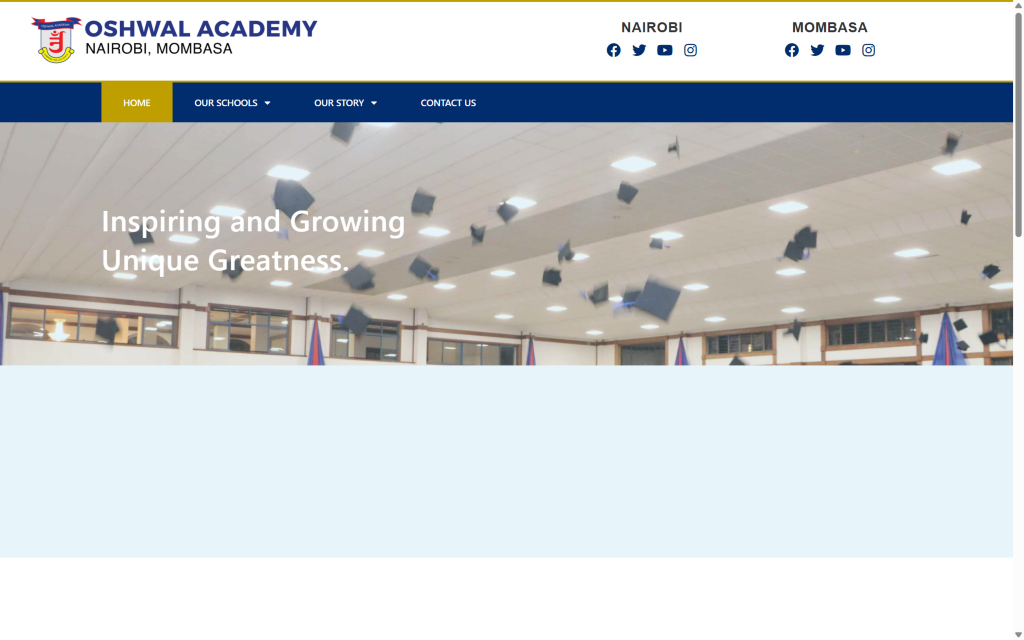 OSHWAL ACADEMY
NAIROBI, MOMBASA
NAIROBI
MOMBASA
HOME
OUR SCHOOLS
OUR STORY
CONTACT US
Inspiring and Growing
Unique Greatness.